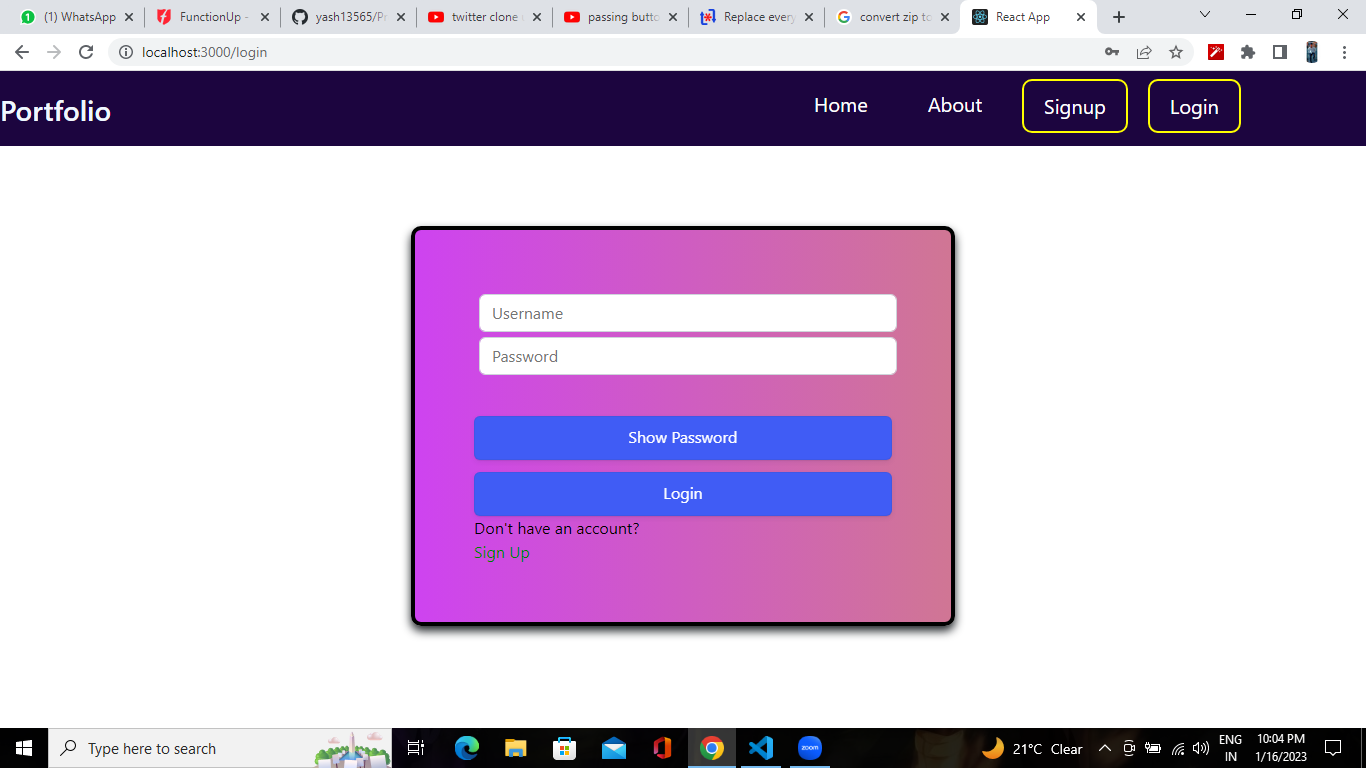 (1) WhatsApp
FunctionUp -
yash13565/Pr
twitter clone
passing butto
Replace every
convert zip to
React App
localhost:3000/login
Portfolio
Home
About
Signup
Login
Username
Password
Show Password
Login
Don't have an account?
Sign Up
Type here to search
zoom
21°C Clear
ENG
IN
10:04 PM
1/16/2023